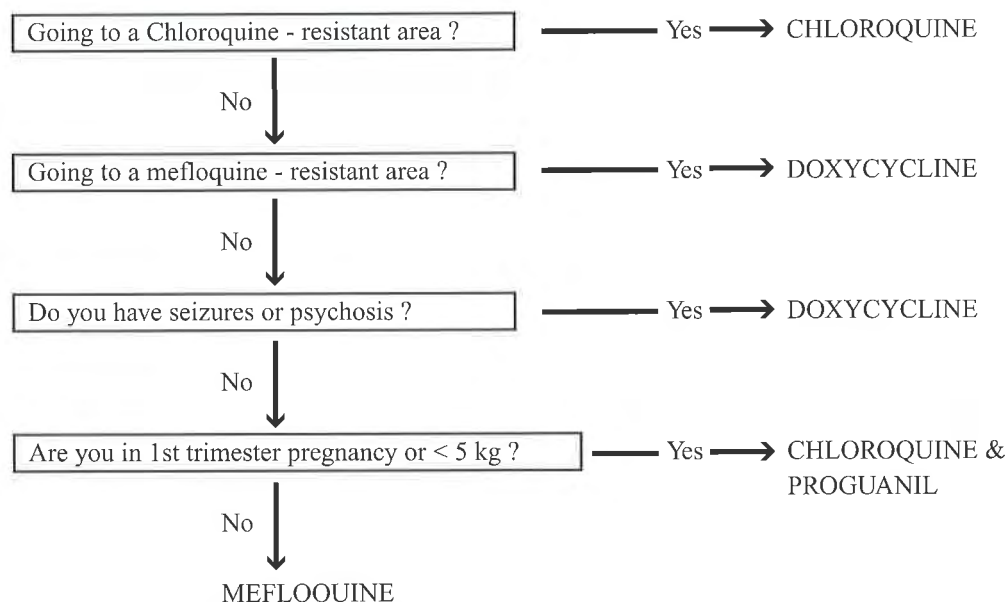 Going to a Chloroquine - resistant area ? Yes CHLOROQUINE
No
Going to a mefloquine - resistant area ? Yes DOXYCYCLINE
No
Do you have seizures or psychosis ? Yes DOXYCYCLINE
No
Are you in 1st trimester pregnancy or < 5 kg ? Yes CHLOROQUINE &
PROGUANIL
No
MEFLOQUINE